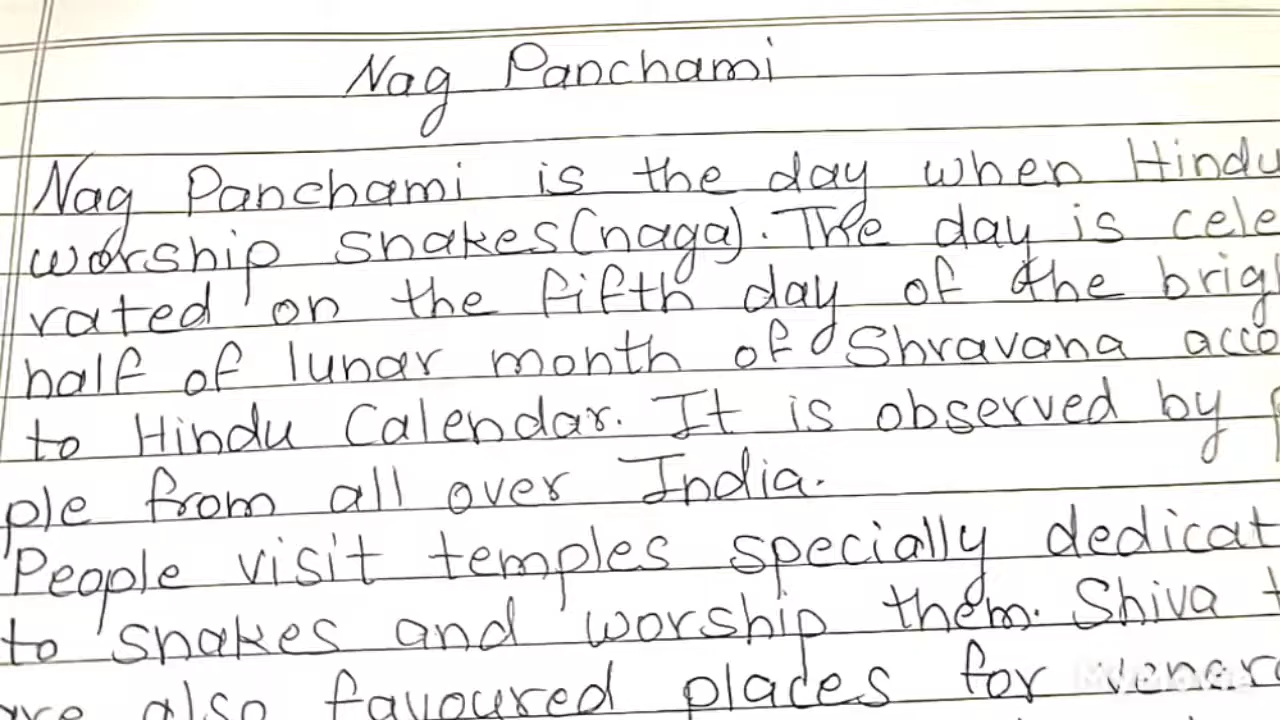 Nag Panchami
Nag Panchami is the day when Hindu
worship snakes(naga). The day is cele
rated on the fifth day of the brig
half of lunar month of Shravana acco
to Hindu Calendar. It is observed by p
ple from all over India.
People visit temples specially dedicat
to snakes and worship them. Shiva t
are also favoured places for venera
MyMovie